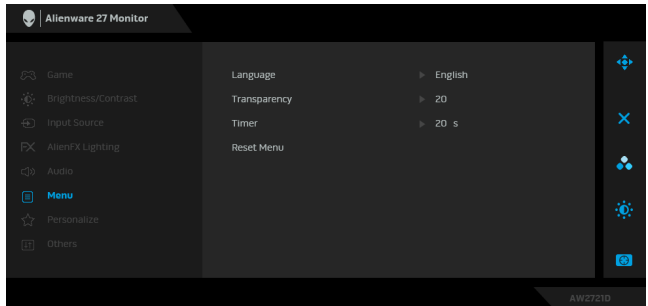 Alienware 27 Monitor
Game
Brightness/Contrast
Input Source
AlienFX Lighting
Audio
Menu
Personalize
Others
Language English
Transparency 20
Timer 20 s
Reset Menu
FX
AW2721D